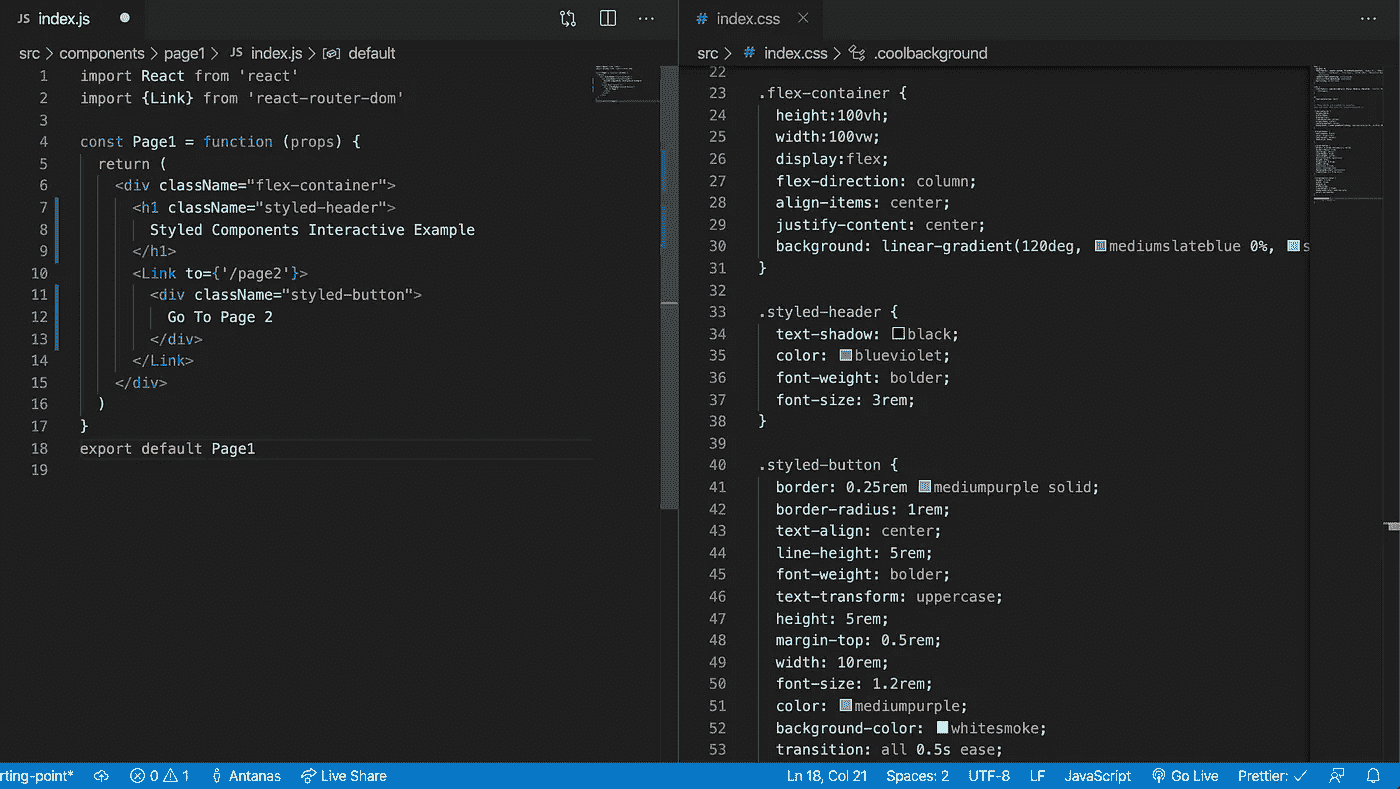 JS index.js
src > components > page1 > JS index.js > default
1 import React from 'react'
2 import {Link} from 'react-router-dom'
3
4 const Page1 = function (props) {
5 return (
6 <div className="flex-container">
7 <h1 className="styled-header">
8 Styled Components Interactive Example
9 </h1>
10 <Link to={'/page2'}>
11 <div className="styled-button">
12 Go To Page 2
13 </div>
14 </Link>
15 </div>
16 )
17 }
18 export default Page1
19
# index.css
src > # index.css > .coolbackground
22
23 .flex-container {
24 height:100vh;
25 width:100vw;
26 display:flex;
27 flex-direction: column;
28 align-items: center;
29 justify-content: center;
30 background: linear-gradient(120deg, mediumslateblue 0%, s
31 }
32
33 .styled-header {
34 text-shadow: black;
35 color: blueviolet;
36 font-weight: bolder;
37 font-size: 3rem;
38 }
39
40 .styled-button {
41 border: 0.25rem mediumpurple solid;
42 border-radius: 1rem;
43 text-align: center;
44 line-height: 5rem;
45 font-weight: bolder;
46 text-transform: uppercase;
47 height: 5rem;
48 margin-top: 0.5rem;
49 width: 10rem;
50 font-size: 1.2rem;
51 color: mediumpurple;
52 background-color: whitesmoke;
53 transition: all 0.5s ease;
rting-point* 0 1 Antanas Live Share Ln 18, Col 21 Spaces: 2 UTF-8 LF JavaScript Go Live Prettier: ✓